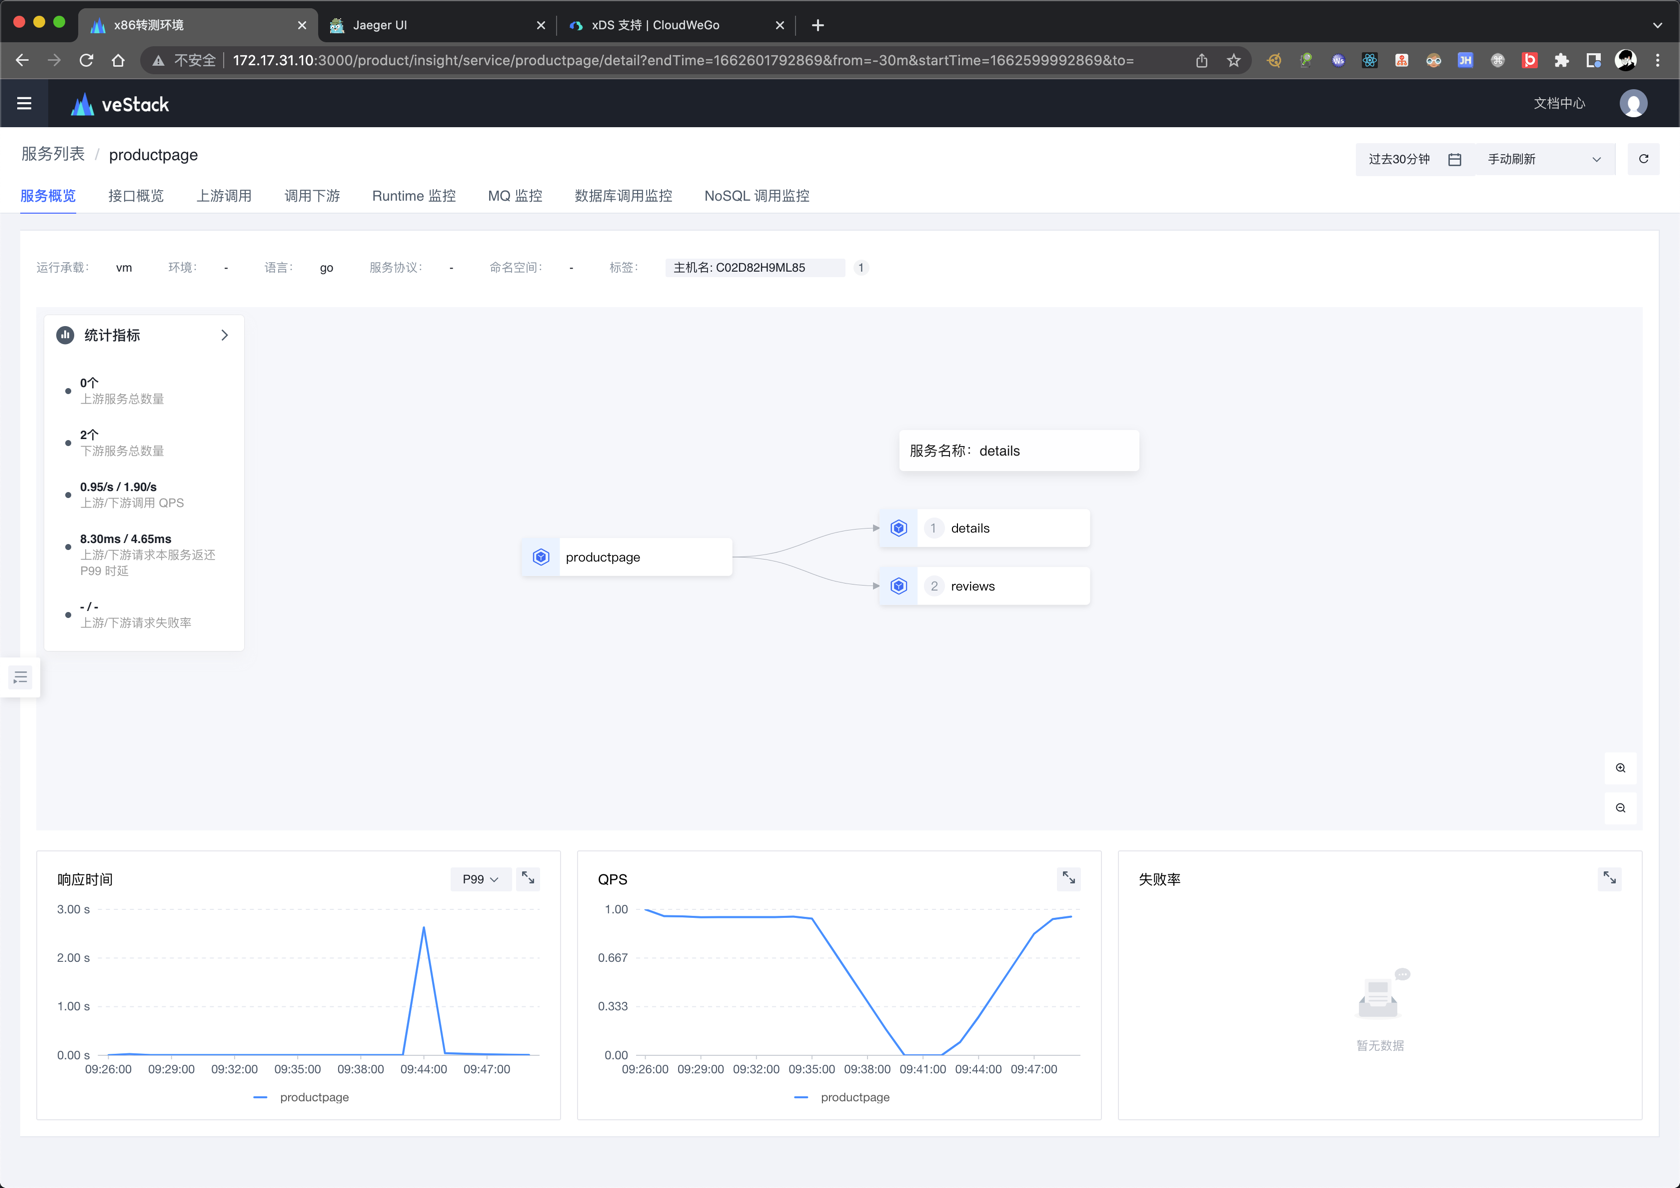 x86转测环境
Jaeger UI
xDS 支持 | CloudWeGo
不安全 172.17.31.10:3000/product/insight/service/productpage/detail?endTime=1662601792869&from=-30m&startTime=1662599992869&to=
veStack
文档中心
服务列表 / productpage
过去30分钟
手动刷新
服务概览 接口概览 上游调用 调用下游 Runtime 监控 MQ 监控 数据库调用监控 NoSQL 调用监控
运行承载: vm 环境: - 语言: go 服务协议: - 命名空间: - 标签: 主机名: C02D82H9ML85 1
统计指标
0个
上游服务总数量
2个
下游服务总数量
0.95/s / 1.90/s
上游/下游调用 QPS
8.30ms / 4.65ms
上游/下游请求本服务返还
P99 时延
- / -
上游/下游请求失败率
服务名称: details
productpage
1 details
2 reviews
响应时间
P99
3.00 s
2.00 s
1.00 s
0.00 s
09:26:00 09:29:00 09:32:00 09:35:00 09:38:00 09:44:00 09:47:00
productpage
QPS
1.00
0.667
0.333
0.00
09:26:00 09:29:00 09:32:00 09:35:00 09:38:00 09:41:00 09:44:00 09:47:00
productpage
失败率
暂无数据